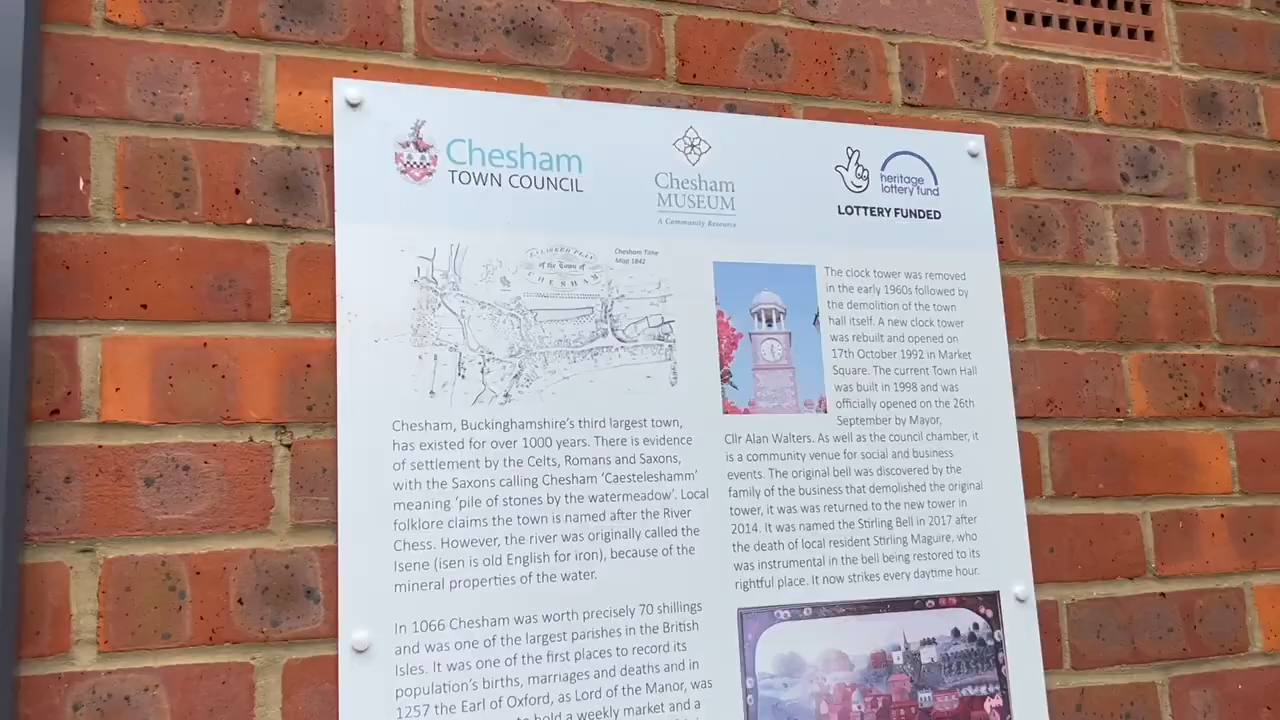 Chesham
TOWN COUNCIL
Chesham
MUSEUM
A Community Resource
heritage
lottery fund
LOTTERY FUNDED
of the Town of
CHESHAM
Chesham Tithe
Map 1842
Chesham, Buckinghamshire's third largest town,
has existed for over 1000 years. There is evidence
of settlement by the Celts, Romans and Saxons,
with the Saxons calling Chesham 'Caesteleshamm'
meaning 'pile of stones by the watermeadow'. Local
folklore claims the town is named after the River
Chess. However, the river was originally called the
Isene (isen is old English for iron), because of the
mineral properties of the water.
In 1066 Chesham was worth precisely 70 shillings
and was one of the largest parishes in the British
Isles. It was one of the first places to record its
population's births, marriages and deaths and in
1257 the Earl of Oxford, as Lord of the Manor, was
to hold a weekly market and a
The clock tower was removed
in the early 1960s followed by
the demolition of the town
hall itself. A new clock tower
was rebuilt and opened on
17th October 1992 in Market
Square. The current Town Hall
was built in 1998 and was
officially opened on the 26th
September by Mayor,
Cllr Alan Walters. As well as the council chamber, it
is a community venue for social and business
events. The original bell was discovered by the
family of the business that demolished the original
tower, it was was returned to the new tower in
2014. It was named the Stirling Bell in 2017 after
the death of local resident Stirling Maguire, who
was instrumental in the bell being restored to its
rightful place. It now strikes every daytime hour.